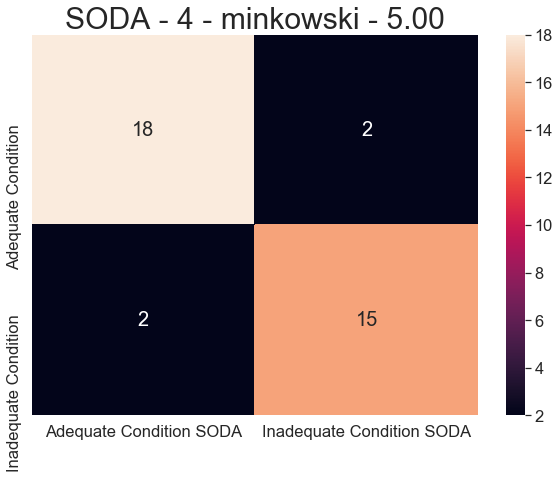 SODA - 4 - minkowski - 5.00
Adequate Condition
Inadequate Condition
18
2
2
15
Adequate Condition SODA
Inadequate Condition SODA
18
16
14
12
10
8
6
4
2